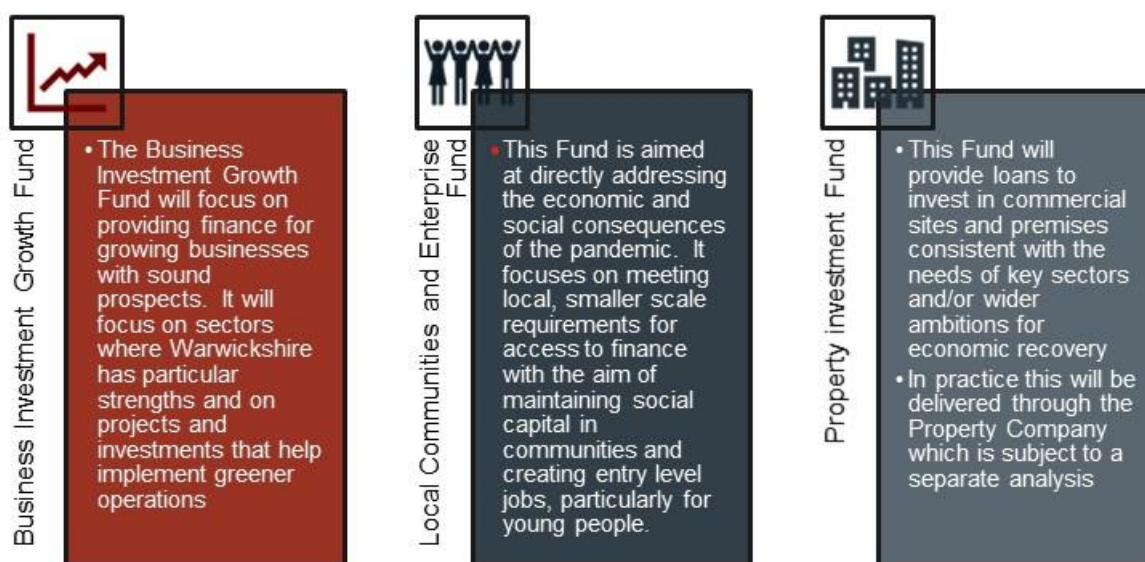 Business Investment Growth Fund
• The Business
Investment Growth
Fund will focus on
providing finance for
growing businesses
with sound
prospects. It will
focus on sectors
where Warwickshire
has particular
strengths and on
projects and
investments that help
implement greener
operations
Local Communities and Enterprise
Fund
• This Fund is aimed
at directly addressing
the economic and
social consequences
of the pandemic. It
focuses on meeting
local, smaller scale
requirements for
access to finance
with the aim of
maintaining social
capital in
communities and
creating entry level
jobs, particularly for
young people.
Property investment Fund
• This Fund will
provide loans to
invest in commercial
sites and premises
consistent with the
needs of key sectors
and/or wider
ambitions for
economic recovery
• In practice this will be
delivered through the
Property Company
which is subject to a
separate analysis